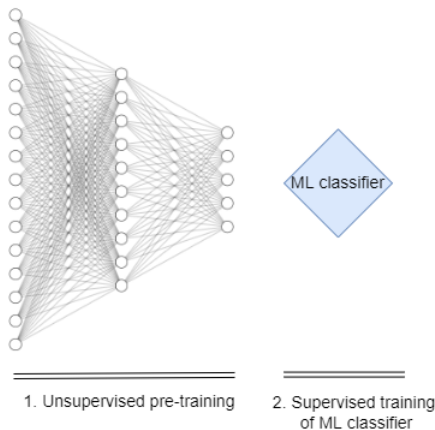 ML classifier
1. Unsupervised pre-training
2. Supervised training
of ML classifier